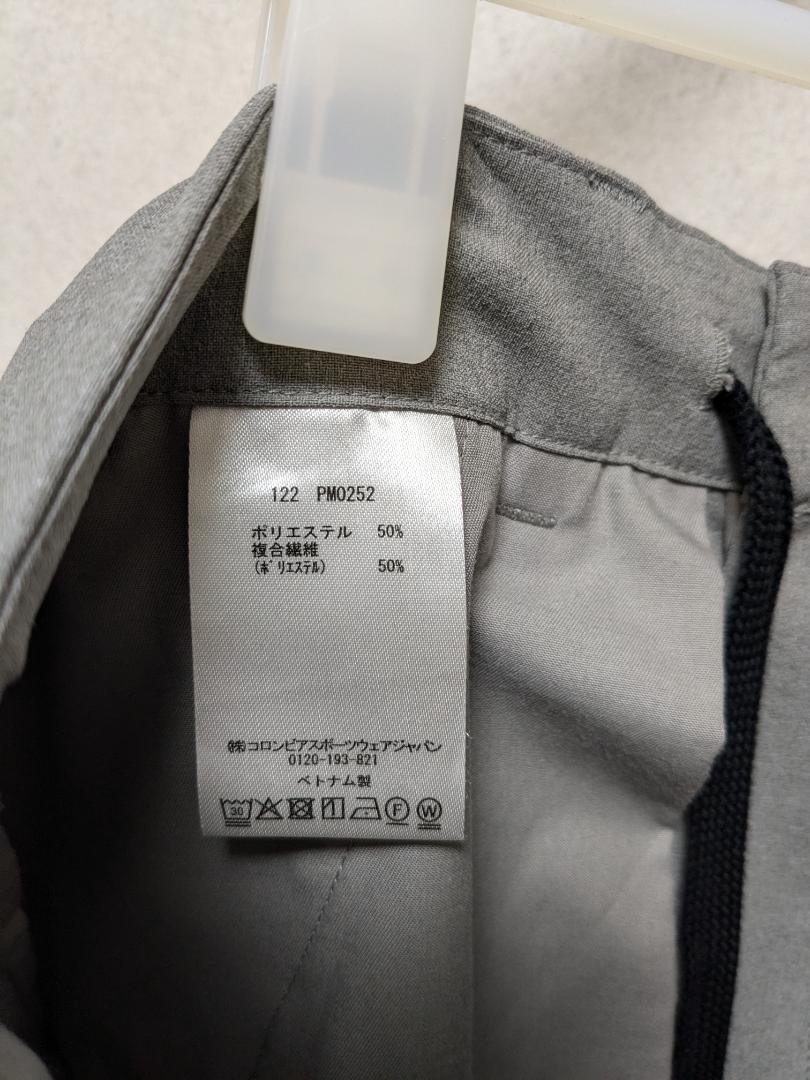 122 PM0252
ポリエステル 50%
複合繊維
(ﾎﾟﾘｴｽﾃﾙ) 50%
㈱コロンビアスポーツウェアジャパン
0120-193-821
ベトナム製
30 F W